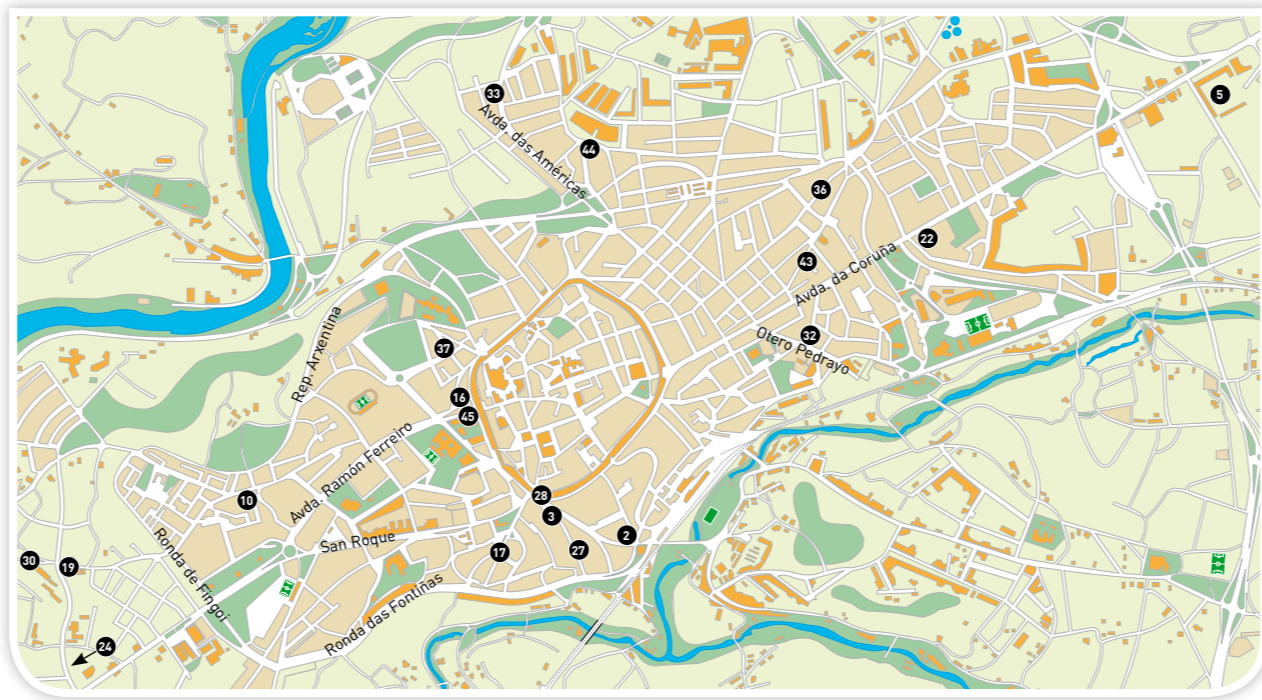 5
33
Avda. das Américas
44
36
22
43
Avda. da Coruña
Rep. Arxentina
32
Otero Pedrayo
37
16
45
Avda. Ramón Ferreiro
10
28
3
San Roque
2
17
27
30
19
Ronda de Fingoi
Ronda das Fontiñas
24